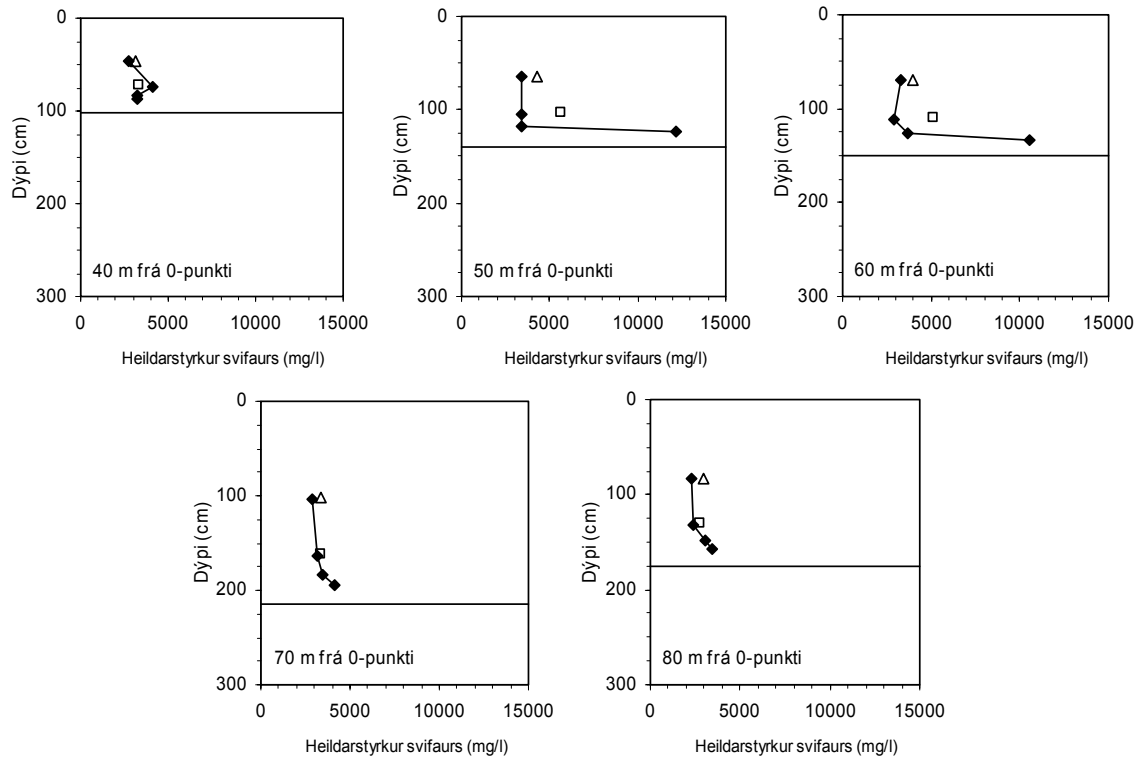 0
100
200
300
Dýpi (cm)
40 m frá 0-punkti
0 5000 10000 15000
Heildarstyrkur svifaurs (mg/l)
0
100
200
300
Dýpi (cm)
50 m frá 0-punkti
0 5000 10000 15000
Heildarstyrkur svifaurs (mg/l)
0
100
200
300
Dýpi (cm)
60 m frá 0-punkti
0 5000 10000 15000
Heildarstyrkur svifaurs (mg/l)
0
100
200
300
Dýpi (cm)
70 m frá 0-punkti
0 5000 10000 15000
Heildarstyrkur svifaurs (mg/l)
0
100
200
300
Dýpi (cm)
80 m frá 0-punkti
0 5000 10000 15000
Heildarstyrkur svifaurs (mg/l)